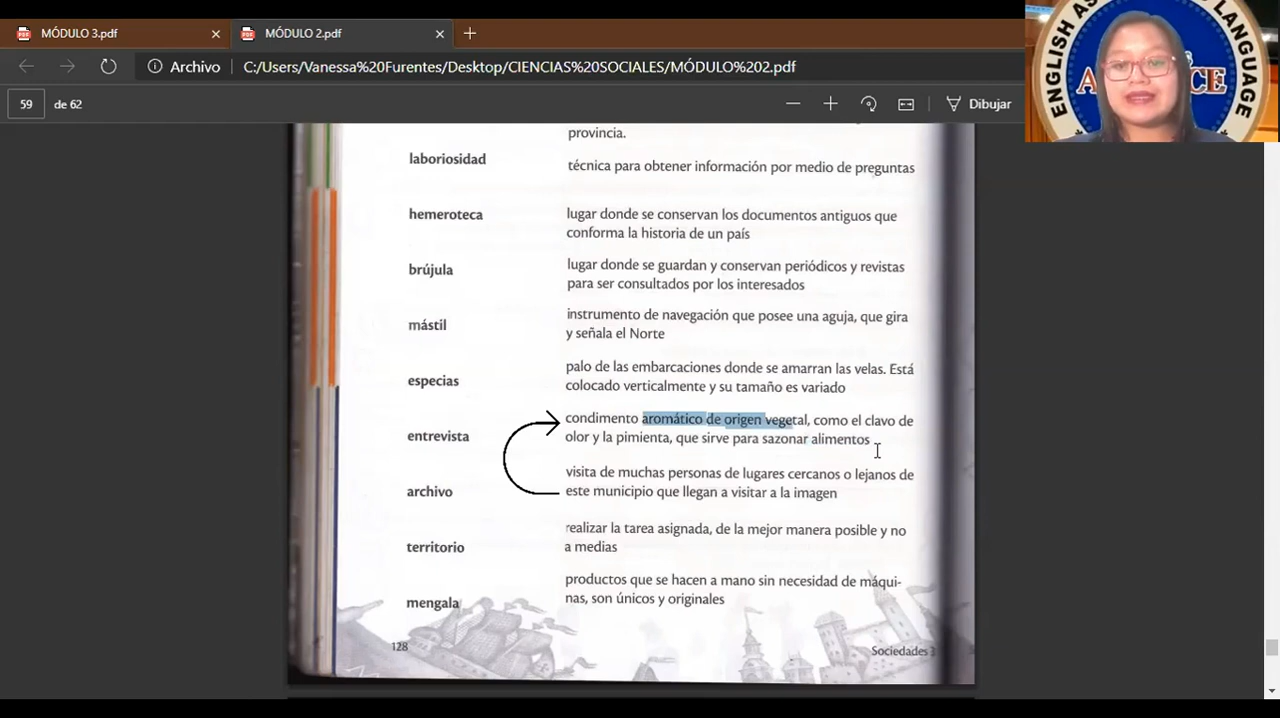 MÓDULO 3.pdf
MÓDULO 2.pdf
Archivo
C:/Users/Vanessa%20Furentes/Desktop/CIENCIAS%20SOCIALES/MÓDULO%202.pdf
59 de 62
Dibujar
ENGLISH AS LANGUAGE
provincia.
laboriosidad
técnica para obtener información por medio de preguntas
hemeroteca
lugar donde se conservan los documentos antiguos que
conforma la historia de un país
brújula
lugar donde se guardan y conservan periódicos y revistas
para ser consultados por los interesados
mástil
instrumento de navegación que posee una aguja, que gira
y señala el Norte
especias
palo de las embarcaciones donde se amarran las velas. Está
colocado verticalmente y su tamaño es variado
entrevista
condimento aromático de origen vegetal, como el clavo de
olor y la pimienta, que sirve para sazonar alimentos
archivo
visita de muchas personas de lugares cercanos o lejanos de
este municipio que llegan a visitar a la imagen
territorio
realizar la tarea asignada, de la mejor manera posible y no
a medias
mengala
productos que se hacen a mano sin necesidad de máqui-
nas, son únicos y originales
128
Sociedades 3